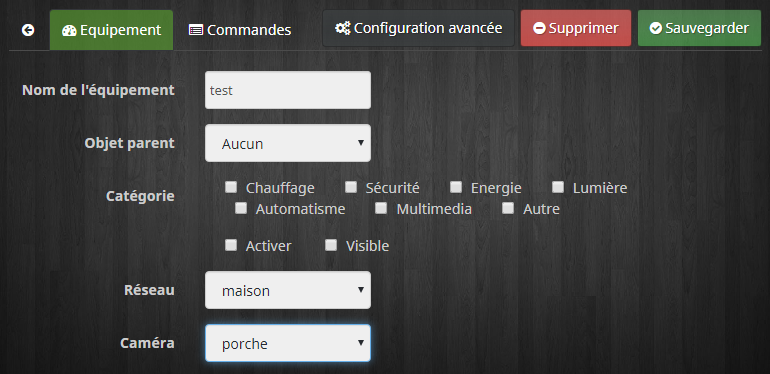 Equipement Commandes Configuration avancée Supprimer Sauvegarder
Nom de l'équipement test
Objet parent Aucun
Catégorie Chauffage Sécurité Energie Lumière
Automatisme Multimedia Autre
Activer Visible
Réseau maison
Caméra porche